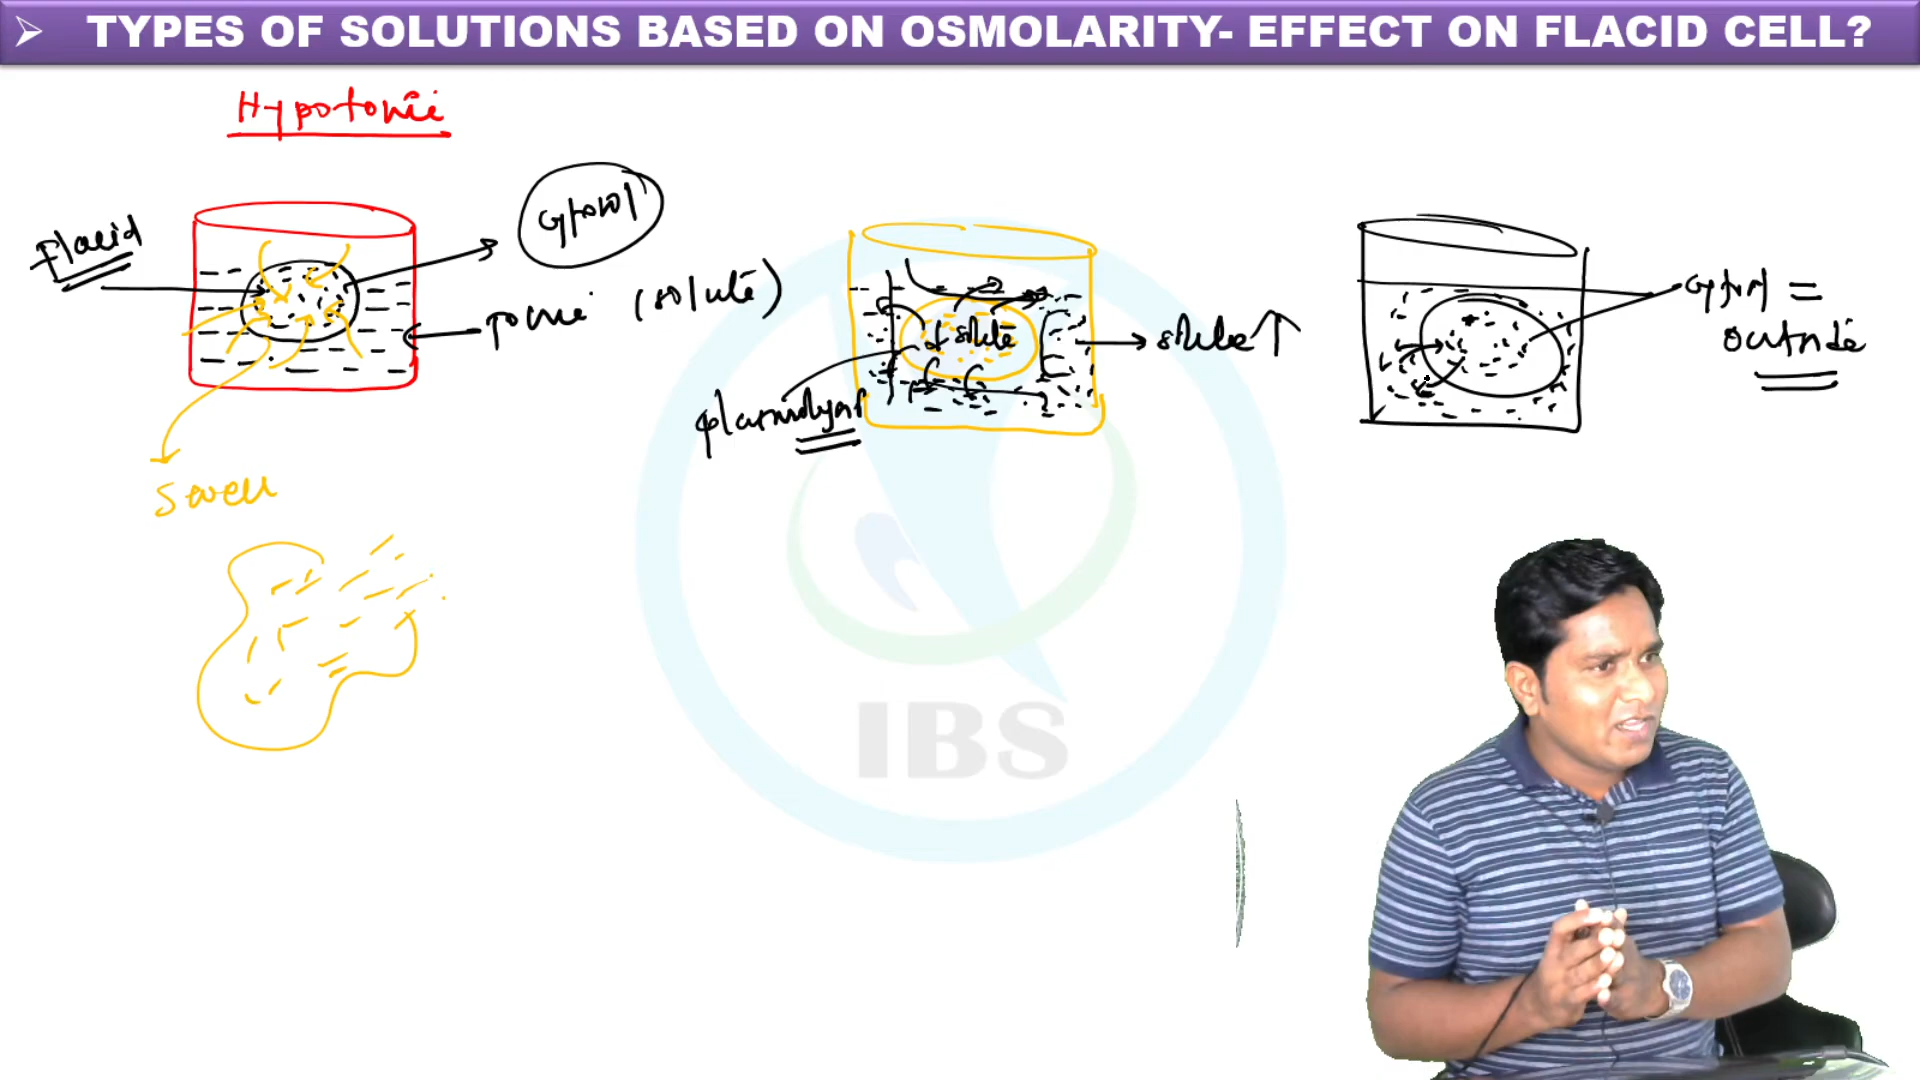 TYPES OF SOLUTIONS BASED ON OSMOLARITY- EFFECT ON FLACID CELL?
Hypotonic
flacid
Cytosol
tonic (solute)
↓ solute
solute ↑
plasmolysis
Cytosol =
outside
Swell
IBS